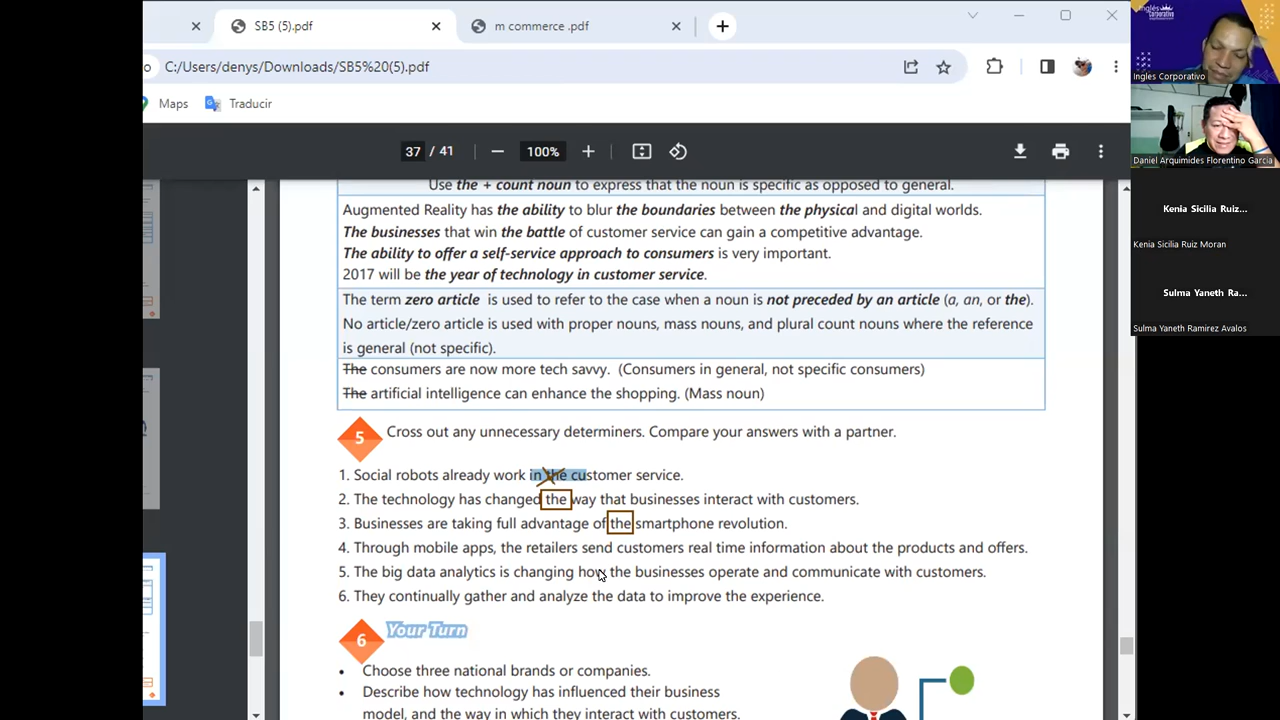 SB5 (5).pdf
m commerce .pdf
C:/Users/denys/Downloads/SB5%20(5).pdf
Maps
Traducir
37 / 41
100%
Use the + count noun to express that the noun is specific as opposed to general.
Augmented Reality has the ability to blur the boundaries between the physical and digital worlds.
The businesses that win the battle of customer service can gain a competitive advantage.
The ability to offer a self-service approach to consumers is very important.
2017 will be the year of technology in customer service.
The term zero article is used to refer to the case when a noun is not preceded by an article (a, an, or the).
No article/zero article is used with proper nouns, mass nouns, and plural count nouns where the reference
is general (not specific).
The consumers are now more tech savvy. (Consumers in general, not specific consumers)
The artificial intelligence can enhance the shopping. (Mass noun)
5
Cross out any unnecessary determiners. Compare your answers with a partner.
1. Social robots already work in the customer service.
2. The technology has changed the way that businesses interact with customers.
3. Businesses are taking full advantage of the smartphone revolution.
4. Through mobile apps, the retailers send customers real time information about the products and offers.
5. The big data analytics is changing how the businesses operate and communicate with customers.
6. They continually gather and analyze the data to improve the experience.
6
Your Turn
• Choose three national brands or companies.
• Describe how technology has influenced their business
model, and the way in which they interact with customers.
Inglés
Corporativo
Ingles Corporativo
Daniel Arquimides Florentino Garcia
Kenia Sicilia Ruiz...
Kenia Sicilia Ruiz Moran
Sulma Yaneth Ra...
Sulma Yaneth Ramirez Avalos